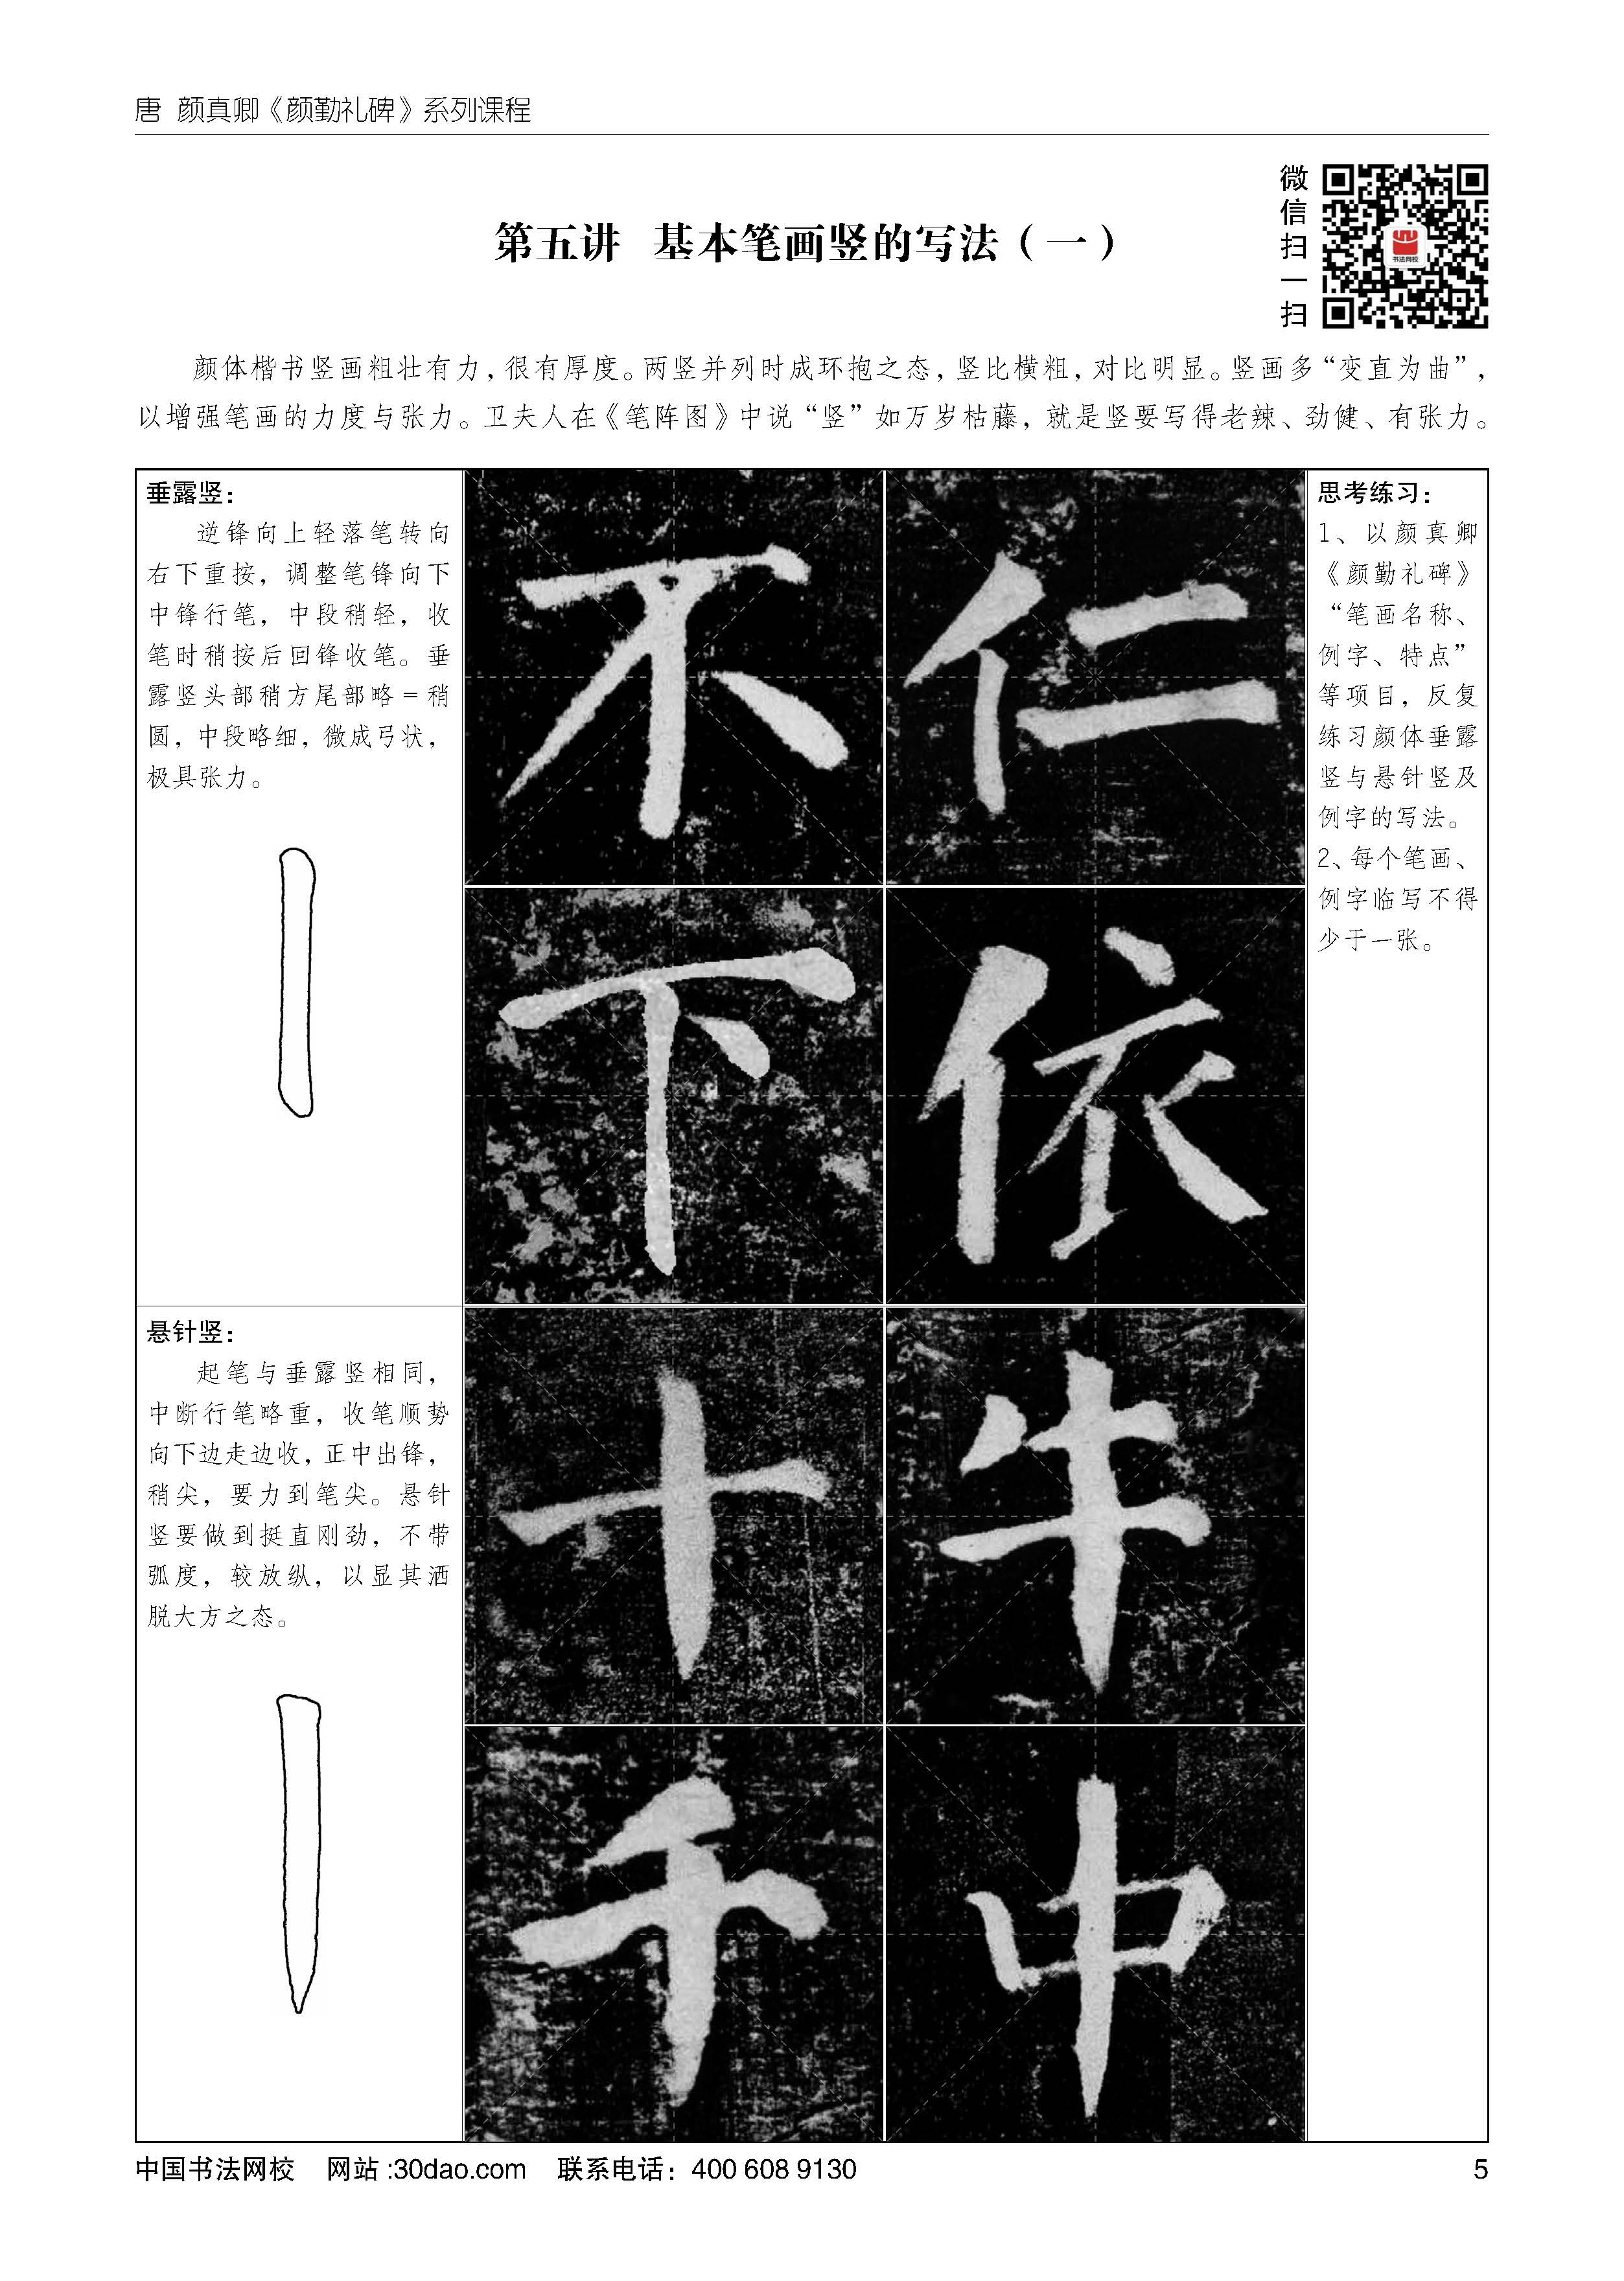 唐 颜真卿《颜勤礼碑》系列课程
微信扫一扫
书法网校
第五讲 基本笔画竖的写法（一）
颜体楷书竖画粗壮有力，很有厚度。两竖并列时成环抱之态，竖比横粗，对比明显。竖画多“变直为曲”，
以增强笔画的力度与张力。卫夫人在《笔阵图》中说“竖”如万岁枯藤，就是竖要写得老辣、劲健、有张力。
垂露竖：
逆锋向上轻落笔转向
右下重按，调整笔锋向下
中锋行笔，中段稍轻，收
笔时稍按后回锋收笔。垂
露竖头部稍方尾部略＝稍
圆，中段略细，微成弓状，
极具张力。
不 仁
下 依
悬针竖：
起笔与垂露竖相同，
中断行笔略重，收笔顺势
向下边走边收，正中出锋，
稍尖，要力到笔尖。悬针
竖要做到挺直刚劲，不带
弧度，较放纵，以显其洒
脱大方之态。
十 牛
千 中
思考练习：
1、以颜真卿
《颜勤礼碑》
“笔画名称、
例字、特点”
等项目，反复
练习颜体垂露
竖与悬针竖及
例字的写法。
2、每个笔画、
例字临写不得
少于一张。
中国书法网校 网站:30dao.com 联系电话：400 608 9130
5